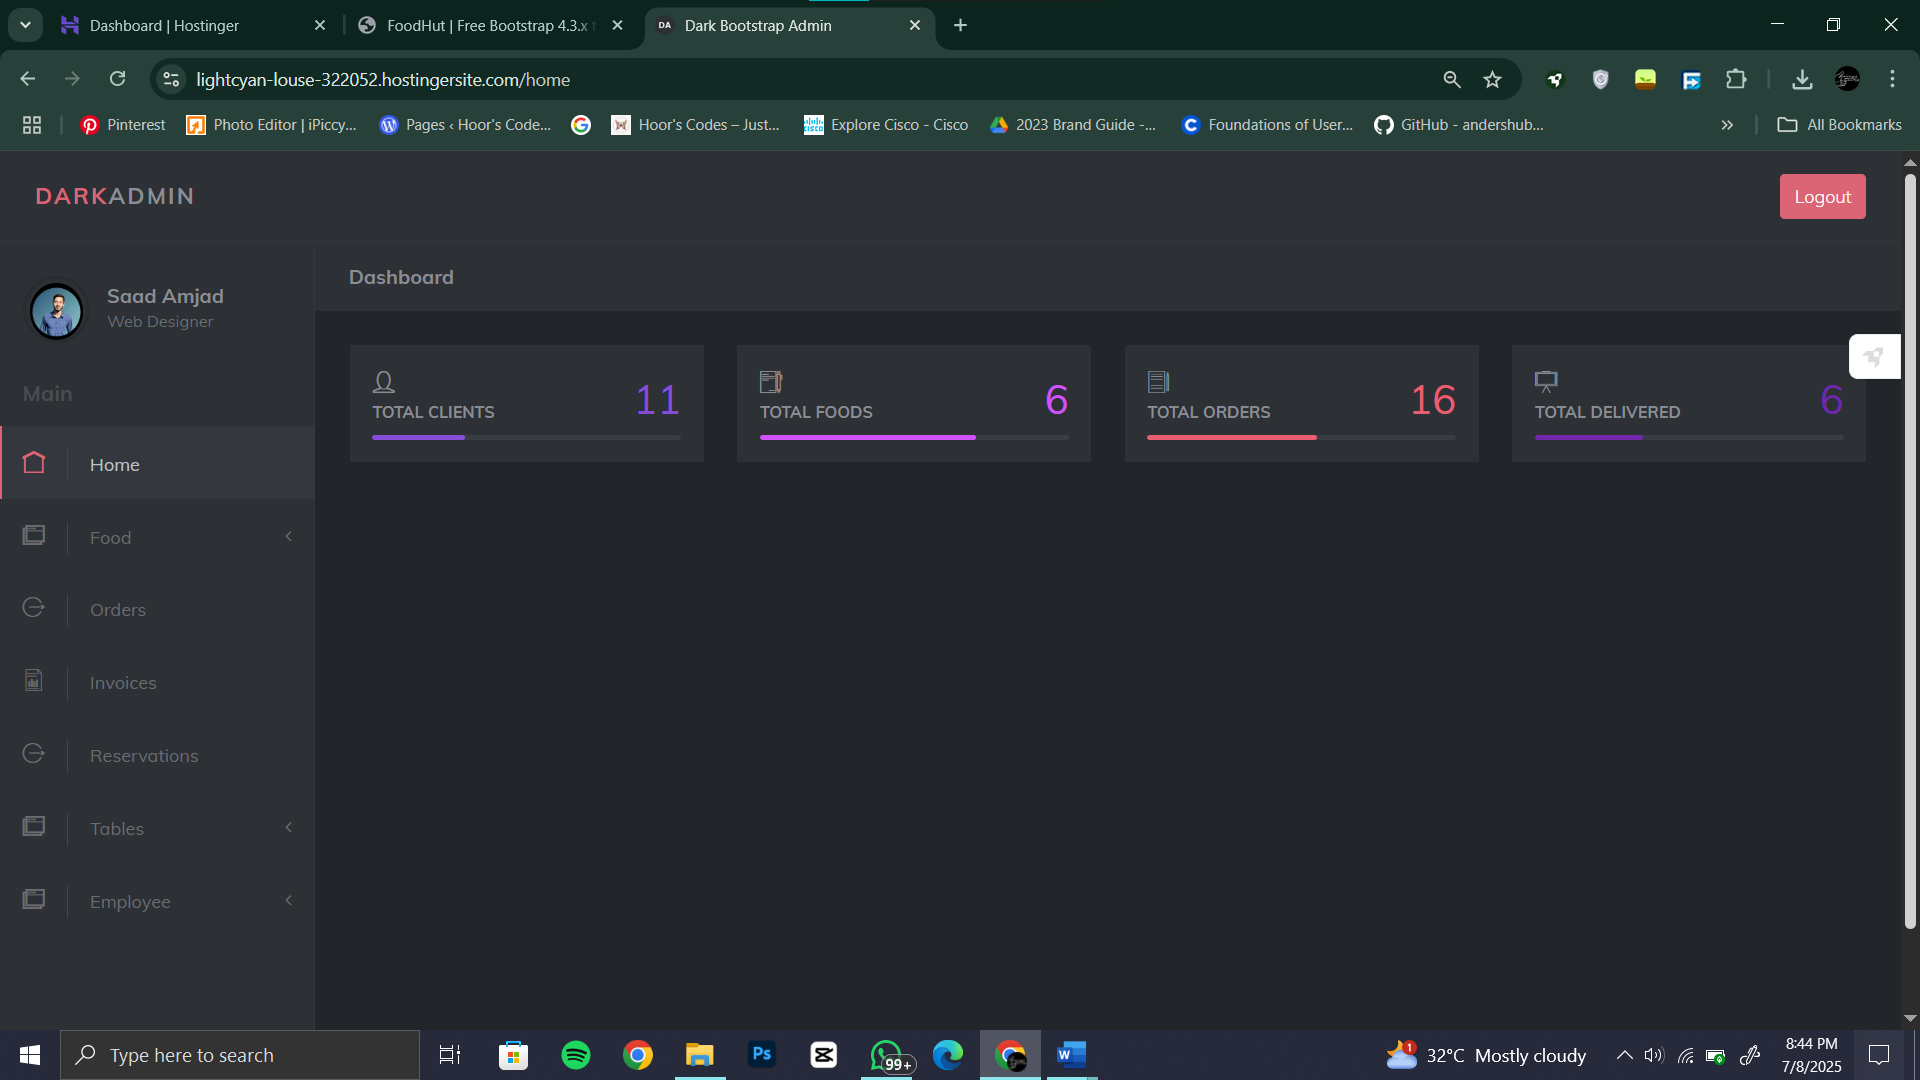 Dashboard | Hostinger
FoodHut | Free Bootstrap 4.3.x t
DA Dark Bootstrap Admin
lightcyan-louse-322052.hostingersite.com/home
Pinterest
Photo Editor | iPiccy...
Pages ‹ Hoor's Code...
Hoor's Codes – Just...
Explore Cisco - Cisco
2023 Brand Guide -...
Foundations of User...
GitHub - andershub...
All Bookmarks
DARKADMIN
Logout
Saad Amjad
Web Designer
Main
Home
Food
Orders
Invoices
Reservations
Tables
Employee
Dashboard
TOTAL CLIENTS 11
TOTAL FOODS 6
TOTAL ORDERS 16
TOTAL DELIVERED 6
Type here to search
Ps
99+
W
1
32°C Mostly cloudy
8:44 PM
7/8/2025